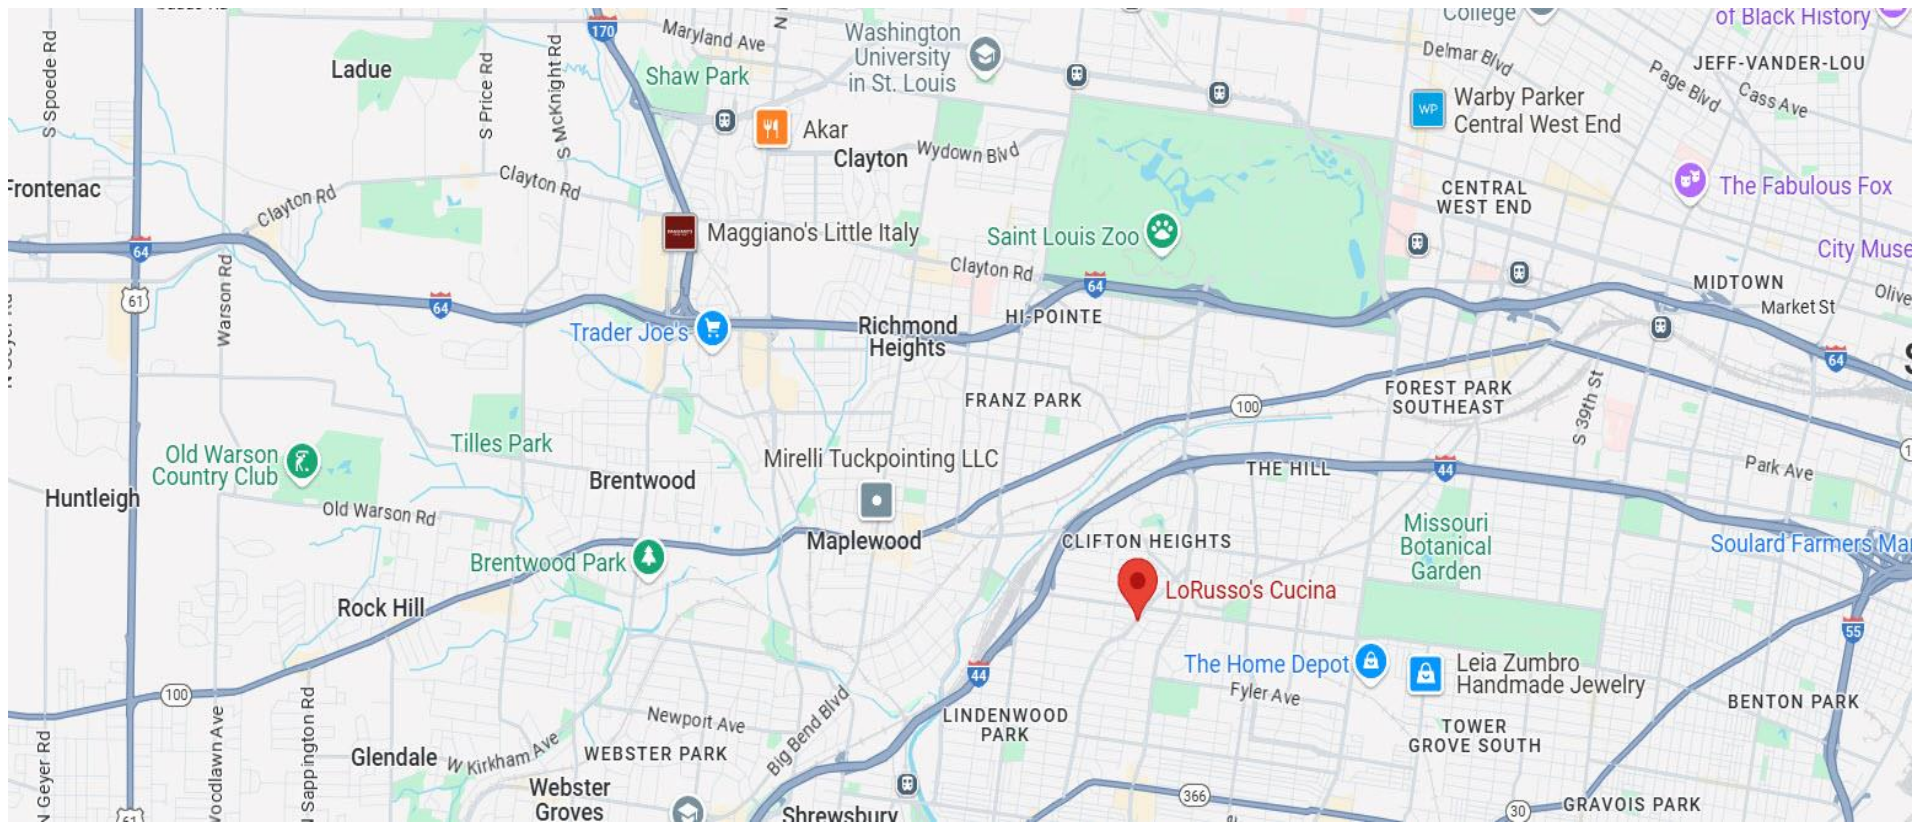 170
Maryland Ave
Washington
University
in St. Louis
College
of Black History
Delmar Blvd
JEFF-VANDER-LOU
Page Blvd
Cass Ave
S Spoede Rd
Ladue
S Price Rd
S McKnight Rd
Shaw Park
Akar
Clayton
Wydown Blvd
WP
Warby Parker
Central West End
The Fabulous Fox
CENTRAL
WEST END
Frontenac
Clayton Rd
Clayton Rd
Maggiano's Little Italy
Saint Louis Zoo
Clayton Rd
City Muse
MIDTOWN
Market St
Olive
64
61
Warson Rd
64
64
64
Trader Joe's
Richmond
Heights
HI-POINTE
FRANZ PARK
100
FOREST PARK
SOUTHEAST
S 39th St
Tilles Park
Old Warson
Country Club
Huntleigh
Old Warson Rd
Brentwood
Mirelli Tuckpointing LLC
THE HILL
44
Park Ave
Maplewood
CLIFTON HEIGHTS
Missouri
Botanical
Garden
Soulard Farmers Mar
Brentwood Park
Rock Hill
LoRusso's Cucina
55
The Home Depot
Leia Zumbro
Handmade Jewelry
Fyler Ave
44
100
BENTON PARK
LINDENWOOD
PARK
TOWER
GROVE SOUTH
Newport Ave
Big Bend Blvd
WEBSTER PARK
Glendale
W Kirkham Ave
N Geyer Rd
Woodlawn Ave
N Sappington Rd
Webster
Groves
Shrewsbury
366
30
GRAVOIS PARK
61